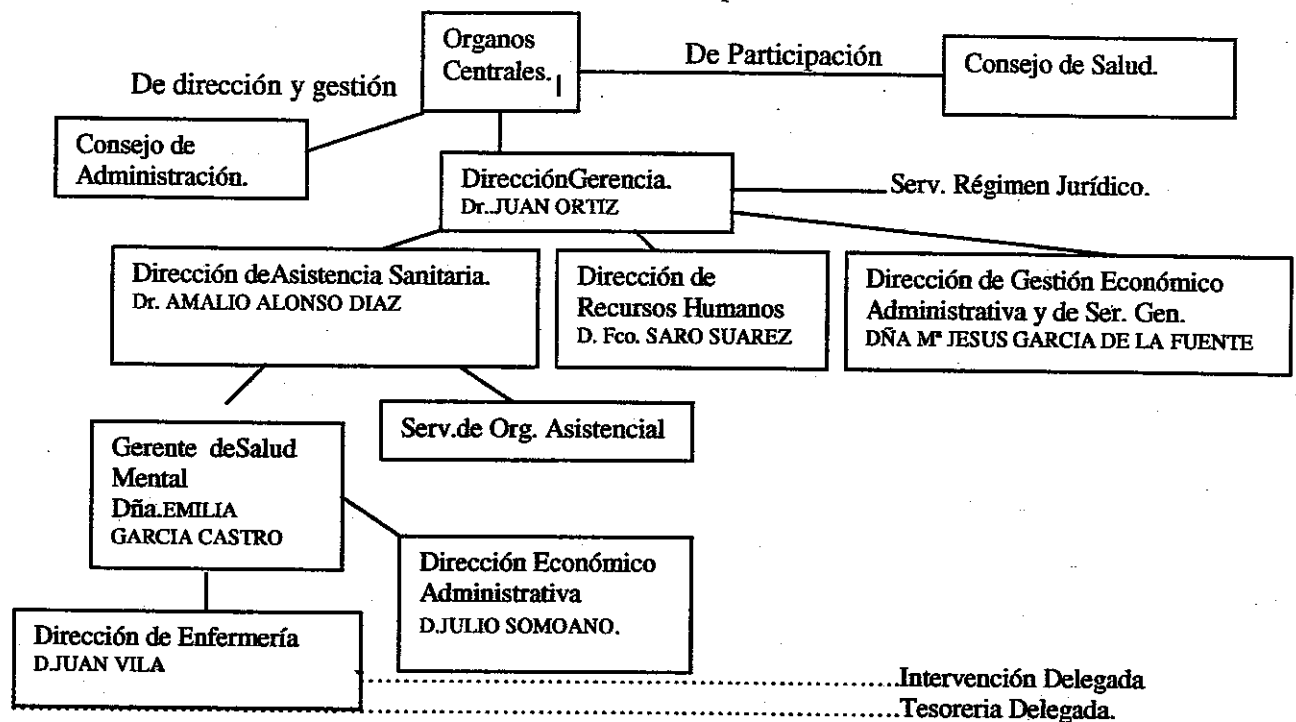 Organos
Centrales.
De Participación
Consejo de Salud.
De dirección y gestión
Consejo de
Administración.
DirecciónGerencia.
Dr..JUAN ORTIZ
Serv. Régimen Jurídico.
Dirección deAsistencia Sanitaria.
Dr. AMALIO ALONSO DIAZ
Dirección de
Recursos Humanos
D. Fco. SARO SUAREZ
Dirección de Gestión Económico
Administrativa y de Ser. Gen.
DÑA Mª JESUS GARCIA DE LA FUENTE
Gerente deSalud
Mental
Dña.EMILIA
GARCIA CASTRO
Serv.de Org. Asistencial
Dirección Económico
Administrativa
D.JULIO SOMOANO.
Dirección de Enfermería
D.JUAN VILA
Intervención Delegada
Tesoreria Delegada.